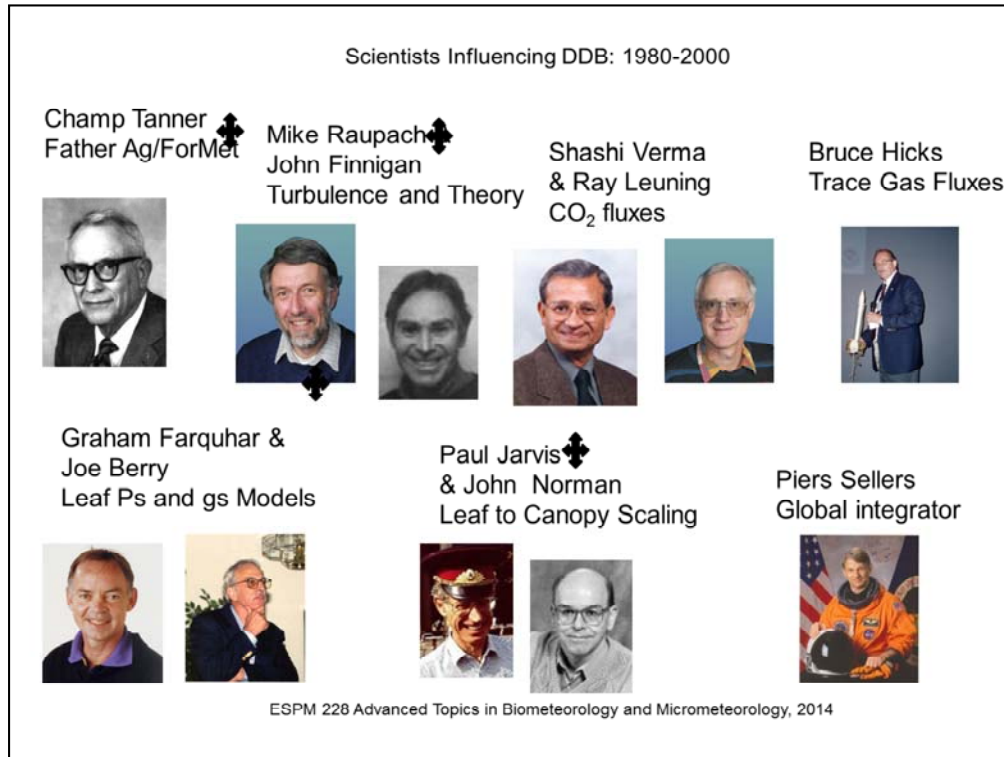 Scientists Influencing DDB: 1980-2000
Champ Tanner
Father Ag/ForMet
Mike Raupach
John Finnigan
Turbulence and Theory
Shashi Verma
& Ray Leuning
CO₂ fluxes
Bruce Hicks
Trace Gas Fluxes
Graham Farquhar &
Joe Berry
Leaf Ps and gs Models
Paul Jarvis
& John Norman
Leaf to Canopy Scaling
Piers Sellers
Global integrator
ESPM 228 Advanced Topics in Biometeorology and Micrometeorology, 2014